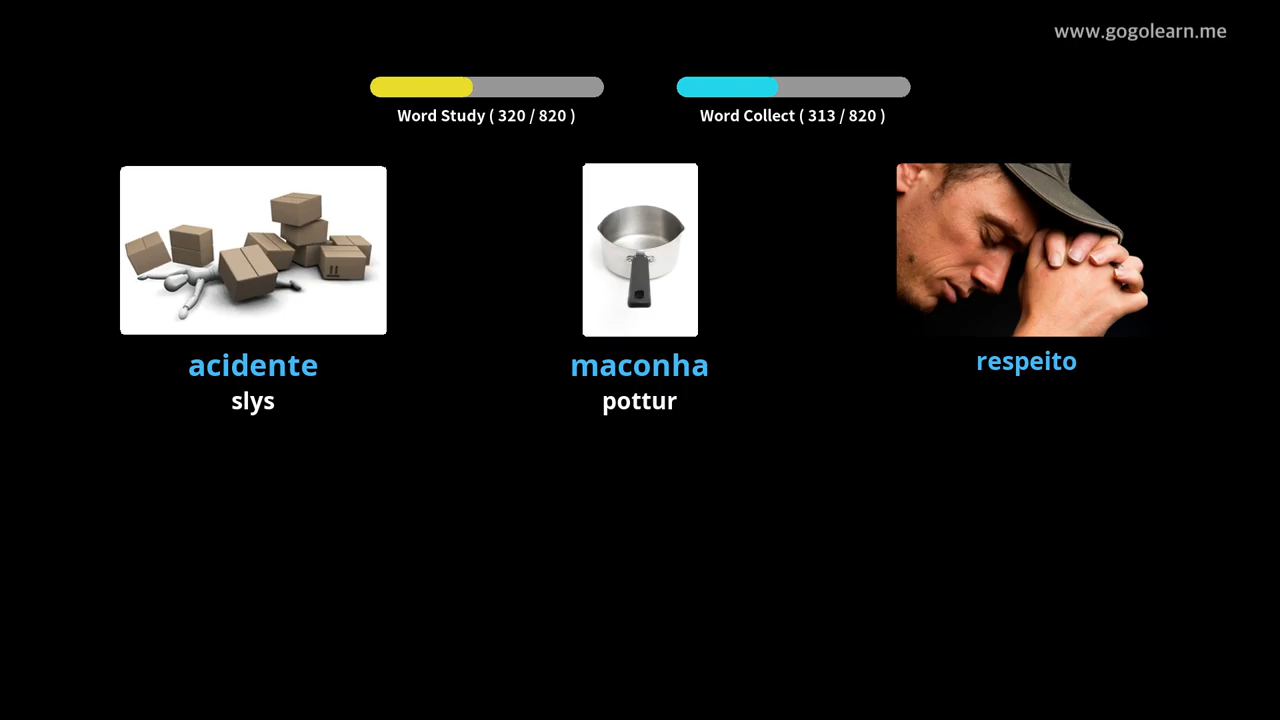 www.gogolearn.me
Word Study ( 320 / 820 )
Word Collect ( 313 / 820 )
acidente
slys
maconha
pottur
respeito